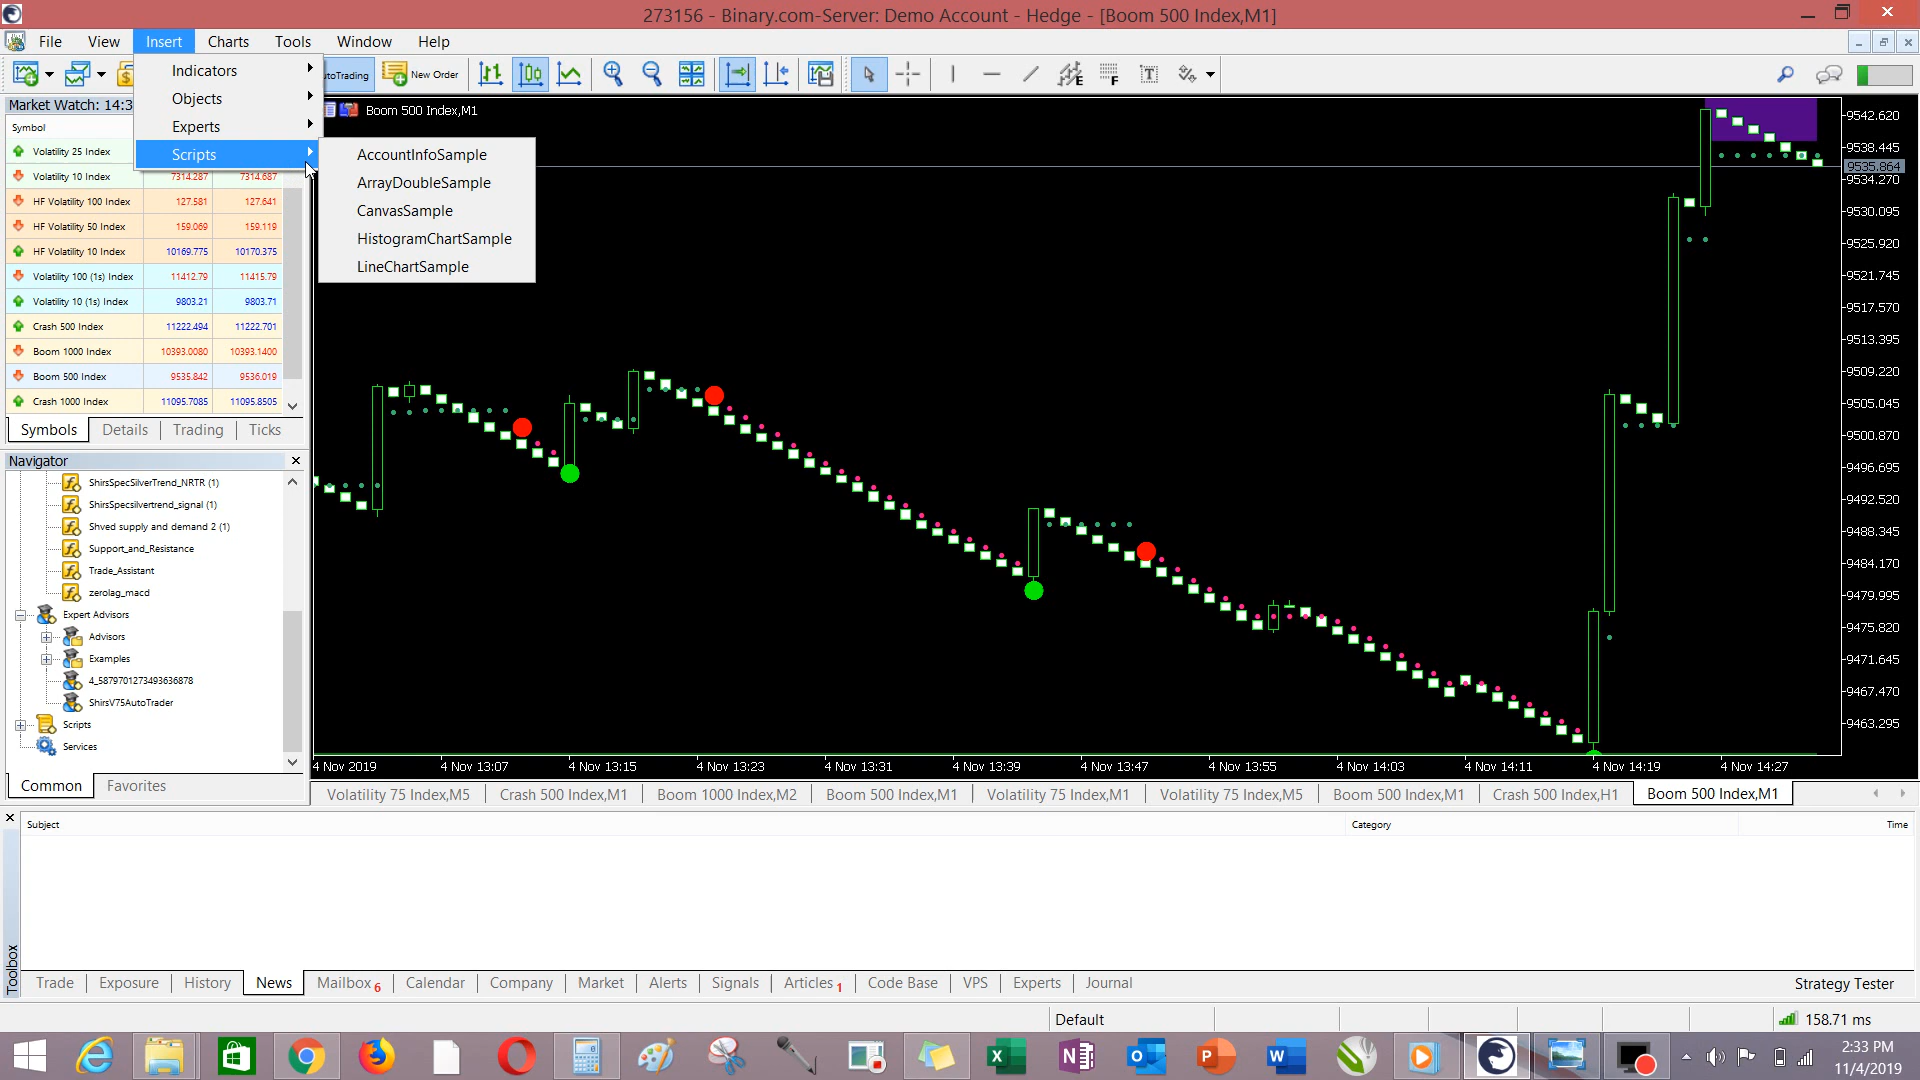 273156 - Binary.com-Server: Demo Account - Hedge - [Boom 500 Index,M1]
File View Insert Charts Tools Window Help
utoTrading New Order
Indicators
Objects
Experts
Scripts
AccountInfoSample
ArrayDoubleSample
CanvasSample
HistogramChartSample
LineChartSample
Market Watch: 14:3
Symbol
Volatility 25 Index
Volatility 10 Index 7314.287 7314.687
HF Volatility 100 Index 127.581 127.641
HF Volatility 50 Index 159.069 159.119
HF Volatility 10 Index 10169.775 10170.375
Volatility 100 (1s) Index 11412.79 11415.79
Volatility 10 (1s) Index 9803.21 9803.71
Crash 500 Index 11222.494 11222.701
Boom 1000 Index 10393.0080 10393.1400
Boom 500 Index 9535.842 9536.019
Crash 1000 Index 11095.7085 11095.8505
Symbols Details Trading Ticks
Navigator
ShirsSpecSilverTrend_NRTR (1)
ShirsSpecsilvertrend_signal (1)
Shved supply and demand 2 (1)
Support_and_Resistance
Trade_Assistant
zerolag_macd
Expert Advisors
Advisors
Examples
4_5879701273493636878
ShirsV75AutoTrader
Scripts
Services
Common Favorites
Boom 500 Index,M1
9542.620
9538.445
9535.864
9534.270
9530.095
9525.920
9521.745
9517.570
9513.395
9509.220
9505.045
9500.870
9496.695
9492.520
9488.345
9484.170
9479.995
9475.820
9471.645
9467.470
9463.295
4 Nov 2019 4 Nov 13:07 4 Nov 13:15 4 Nov 13:23 4 Nov 13:31 4 Nov 13:39 4 Nov 13:47 4 Nov 13:55 4 Nov 14:03 4 Nov 14:11 4 Nov 14:19 4 Nov 14:27
Volatility 75 Index,M5 Crash 500 Index,M1 Boom 1000 Index,M2 Boom 500 Index,M1 Volatility 75 Index,M1 Volatility 75 Index,M5 Boom 500 Index,M1 Crash 500 Index,H1 Boom 500 Index,M1
Subject Category Time
Toolbox
Trade Exposure History News Mailbox 6 Calendar Company Market Alerts Signals Articles 1 Code Base VPS Experts Journal Strategy Tester
Default 158.71 ms
2:33 PM
11/4/2019